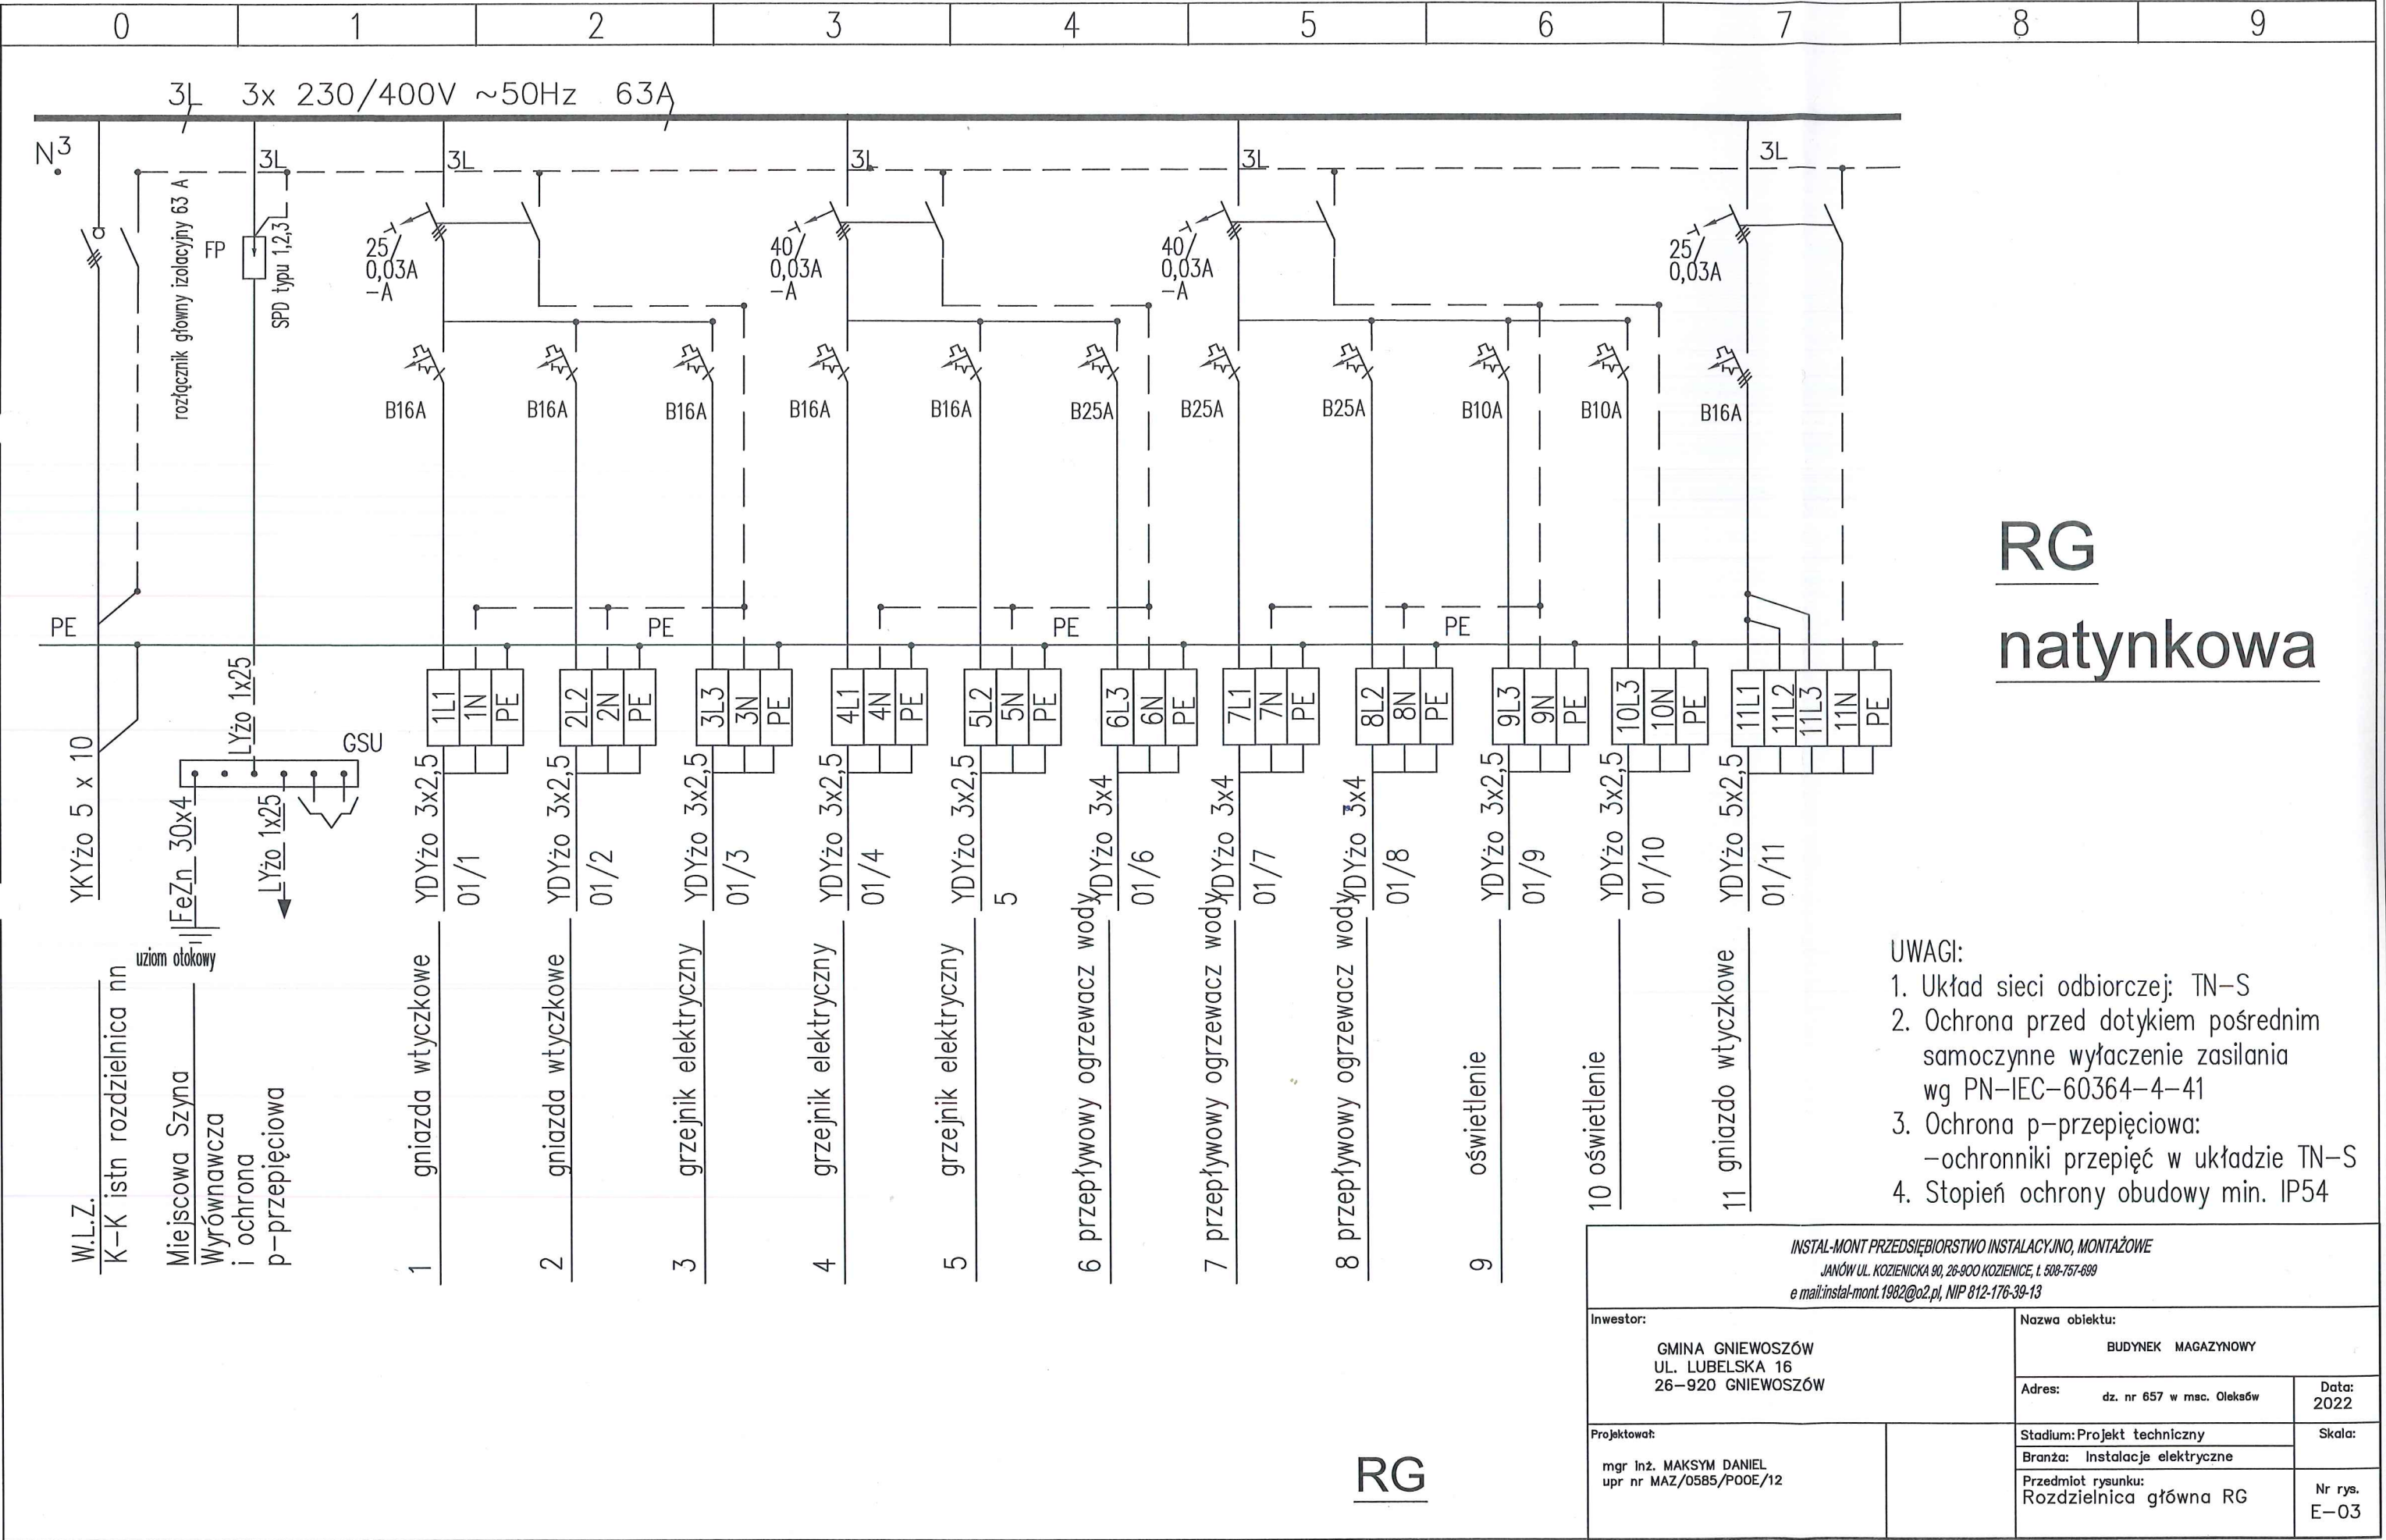 0 1 2 3 4 5 6 7 8 9
3L 3x 230/400V ~50Hz 63A
N
3
3L
3L
3L
3L
3L
rozłącznik głowny izolacyjny 63 A
FP
SPD typu 1,2,3
25/
0,03A
-A
40/
0,03A
-A
40/
0,03A
-A
25/
0,03A
B16A
B16A
B16A
B16A
B16A
B25A
B25A
B25A
B10A
B10A
B16A
RG
natynkowa
PE
PE
PE
PE
1L1 1N PE
2L2 2N PE
3L3 3N PE
4L1 4N PE
5L2 5N PE
6L3 6N PE
7L1 7N PE
8L2 8N PE
9L3 9N PE
10L3 10N PE
11L1 11L2 11L3 11N PE
YKYżo 5 x 10
LYżo 1x25
GSU
FeZn 30x4
LYżo 1x25
uziom otokowy
YDYżo 3x2,5
01/1
YDYżo 3x2,5
01/2
YDYżo 3x2,5
01/3
YDYżo 3x2,5
01/4
YDYżo 3x2,5
5
YDYżo 3x4
01/6
YDYżo 3x4
01/7
YDYżo 3x4
01/8
YDYżo 3x2,5
01/9
YDYżo 3x2,5
01/10
YDYżo 5x2,5
01/11
W.L.Z.
K-K istn rozdzielnica nn
Miejscowa Szyna
Wyrównawcza
i ochrona
p-przepięciowa
1 gniazda wtyczkowe
2 gniazda wtyczkowe
3 grzejnik elektryczny
4 grzejnik elektryczny
5 grzejnik elektryczny
6 przepływowy ogrzewacz wody
7 przepływowy ogrzewacz wody
8 przepływowy ogrzewacz wody
9 oświetlenie
10 oświetlenie
11 gniazdo wtyczkowe
UWAGI:
1. Układ sieci odbiorczej: TN-S
2. Ochrona przed dotykiem pośrednim
samoczynne wyłaczenie zasilania
wg PN-IEC-60364-4-41
3. Ochrona p-przepięciowa:
-ochronniki przepięć w układzie TN-S
4. Stopień ochrony obudowy min. IP54
RG
INSTAL-MONT PRZEDSIĘBIORSTWO INSTALACYJNO, MONTAŻOWE
JANÓW UL. KOZIENICKA 90, 26-900 KOZIENICE, t. 508-757-699
e mail:instal-mont.1982@o2.pl, NIP 812-176-39-13
Inwestor:
GMINA GNIEWOSZÓW
UL. LUBELSKA 16
26-920 GNIEWOSZÓW
Nazwa obiektu:
BUDYNEK MAGAZYNOWY
Adres: dz. nr 657 w msc. Oleksów
Data:
2022
Projektował:
mgr inż. MAKSYM DANIEL
upr nr MAZ/0585/POOE/12
Stadium: Projekt techniczny
Skala:
Branża: Instalacje elektryczne
Przedmiot rysunku:
Rozdzielnica główna RG
Nr rys.
E-03